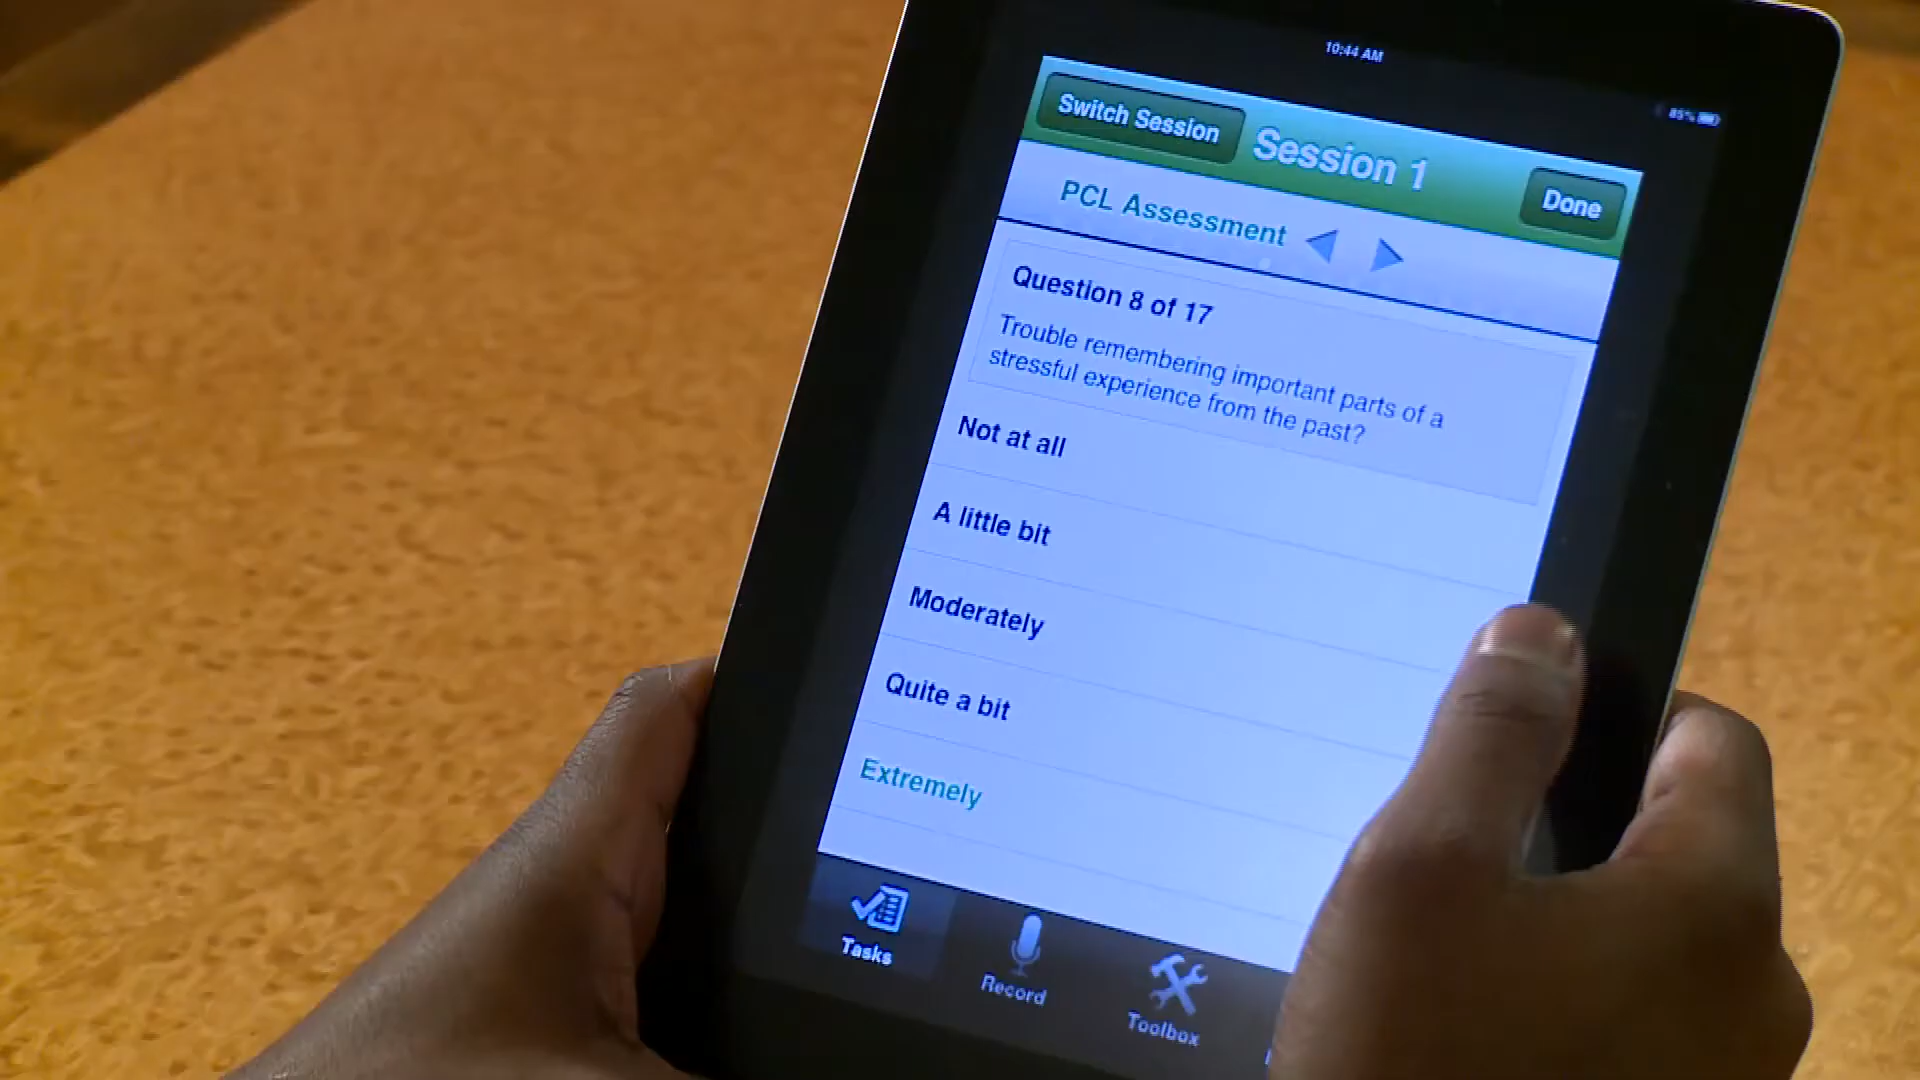 10:44 AM
85%
Switch Session
Session 1
Done
PCL Assessment
Question 8 of 17
Trouble remembering important parts of a
stressful experience from the past?
Not at all
A little bit
Moderately
Quite a bit
Extremely
Tasks
Record
Toolbox